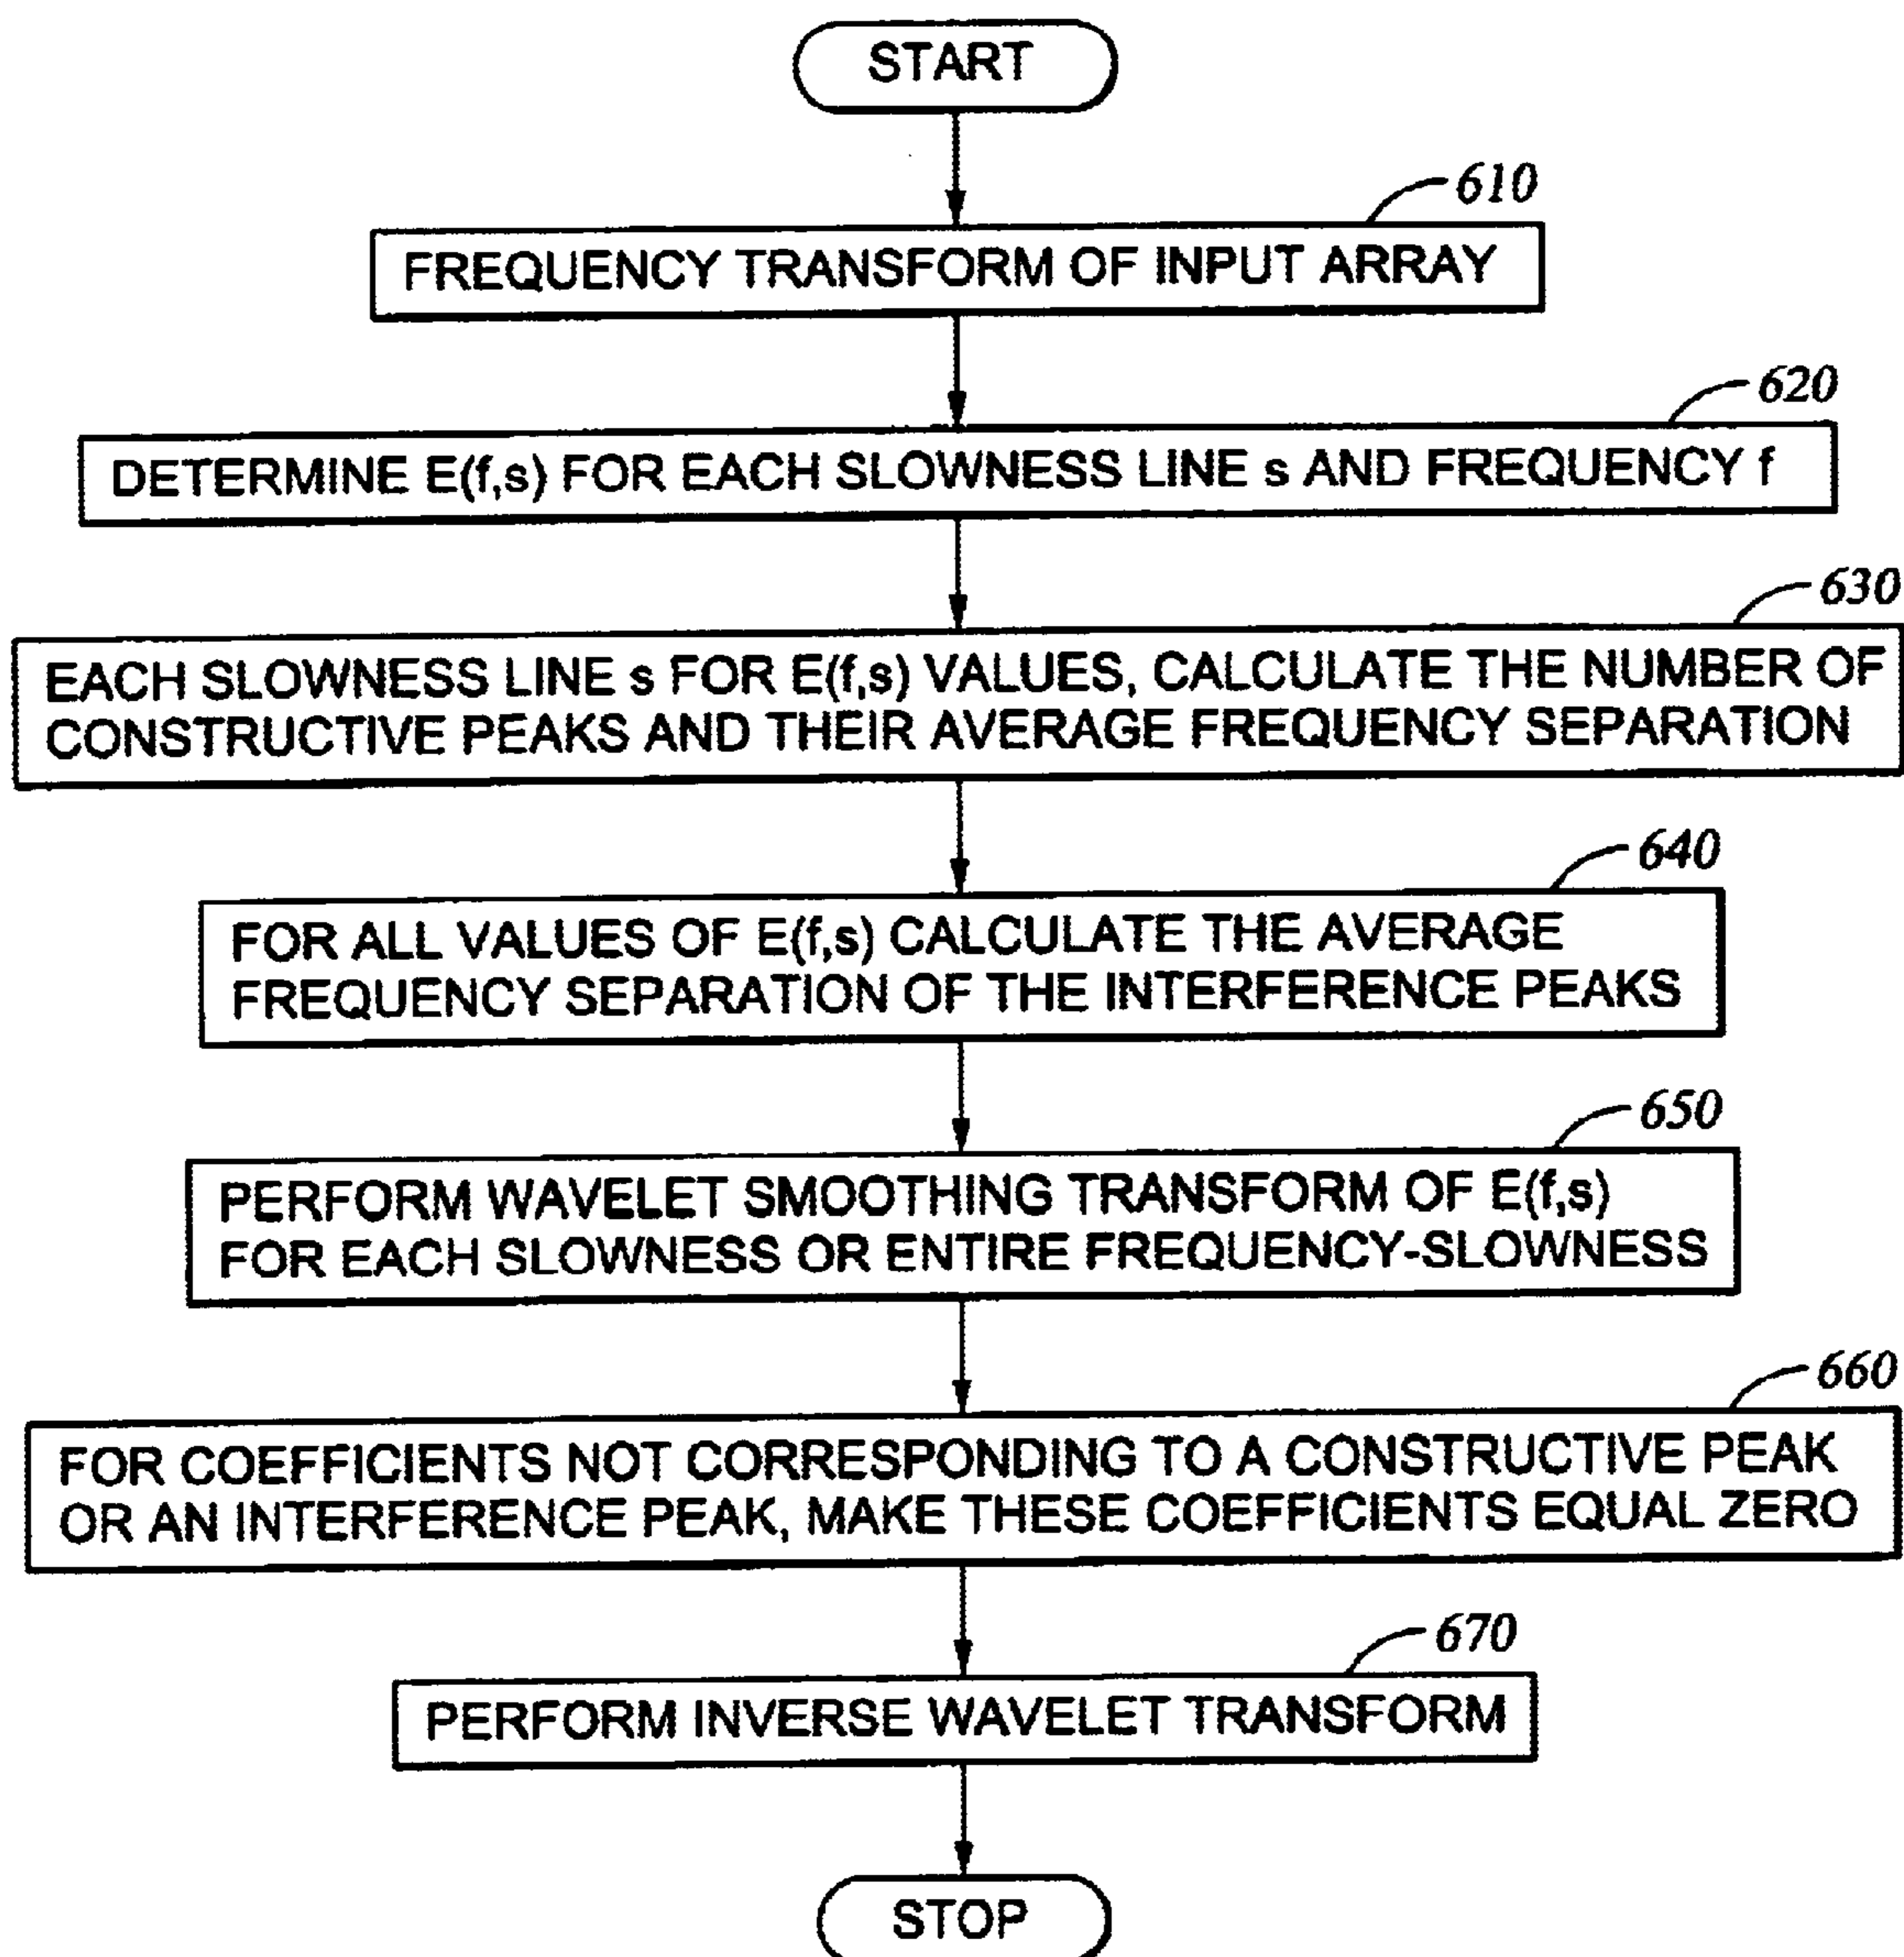 START
610
FREQUENCY TRANSFORM OF INPUT ARRAY
620
DETERMINE E(f,s) FOR EACH SLOWNESS LINE s AND FREQUENCY f
630
EACH SLOWNESS LINE s FOR E(f,s) VALUES, CALCULATE THE NUMBER OF
CONSTRUCTIVE PEAKS AND THEIR AVERAGE FREQUENCY SEPARATION
640
FOR ALL VALUES OF E(f,s) CALCULATE THE AVERAGE
FREQUENCY SEPARATION OF THE INTERFERENCE PEAKS
650
PERFORM WAVELET SMOOTHING TRANSFORM OF E(f,s)
FOR EACH SLOWNESS OR ENTIRE FREQUENCY-SLOWNESS
660
FOR COEFFICIENTS NOT CORRESPONDING TO A CONSTRUCTIVE PEAK
OR AN INTERFERENCE PEAK, MAKE THESE COEFFICIENTS EQUAL ZERO
670
PERFORM INVERSE WAVELET TRANSFORM
STOP